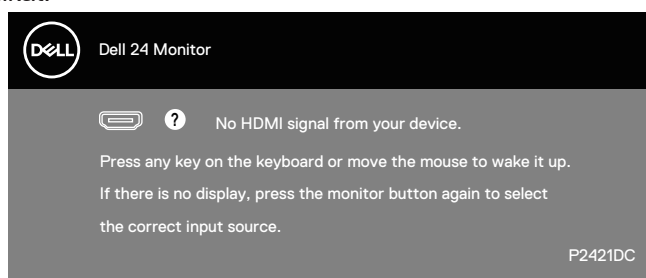 DELL
Dell 24 Monitor
?
No HDMI signal from your device.
Press any key on the keyboard or move the mouse to wake it up.
If there is no display, press the monitor button again to select
the correct input source.
P2421DC